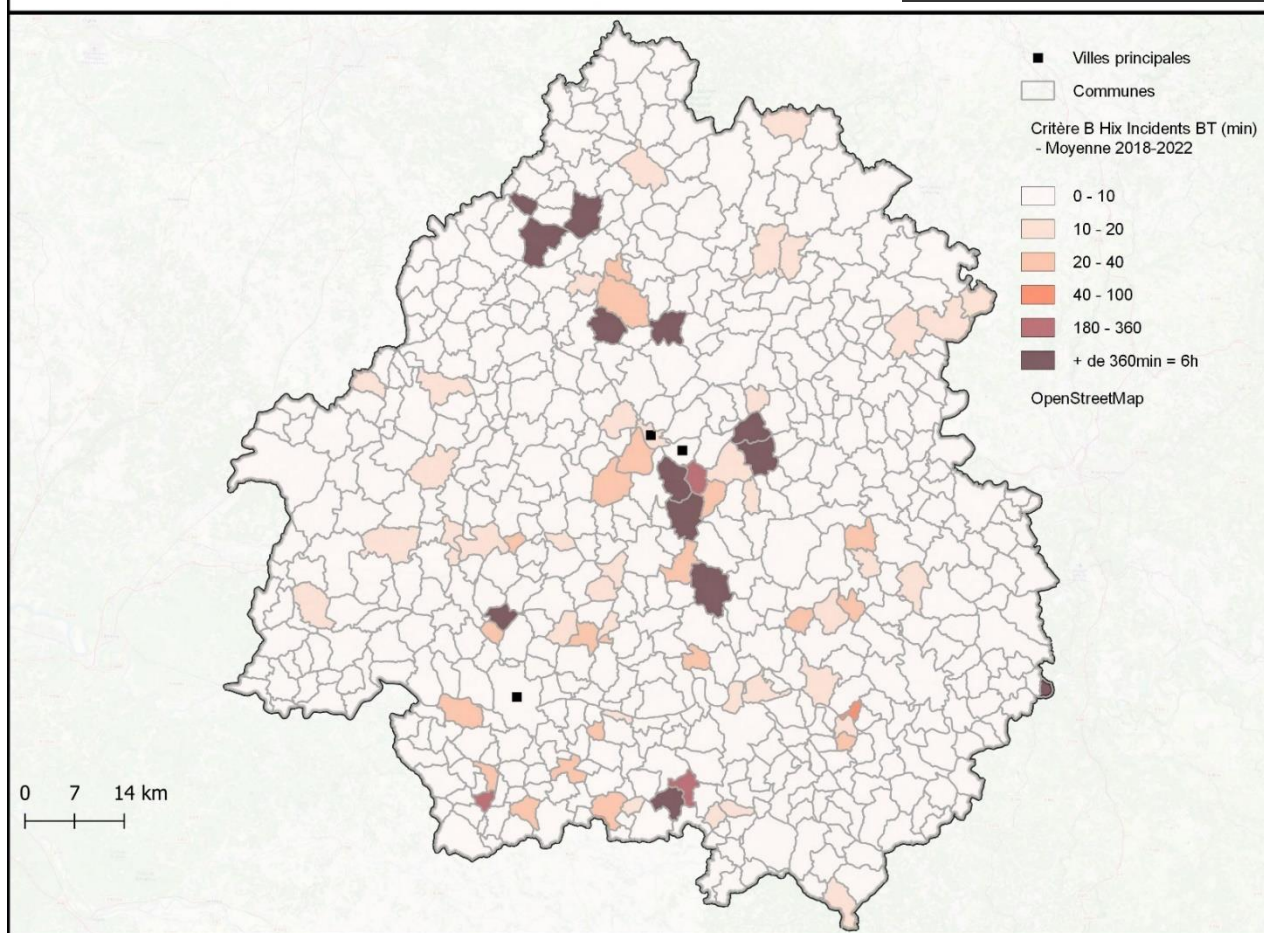 Villes principales
Communes
Critère B Hix Incidents BT (min)
- Moyenne 2018-2022
0 - 10
10 - 20
20 - 40
40 - 100
180 - 360
+ de 360min = 6h
OpenStreetMap
0 7 14 km